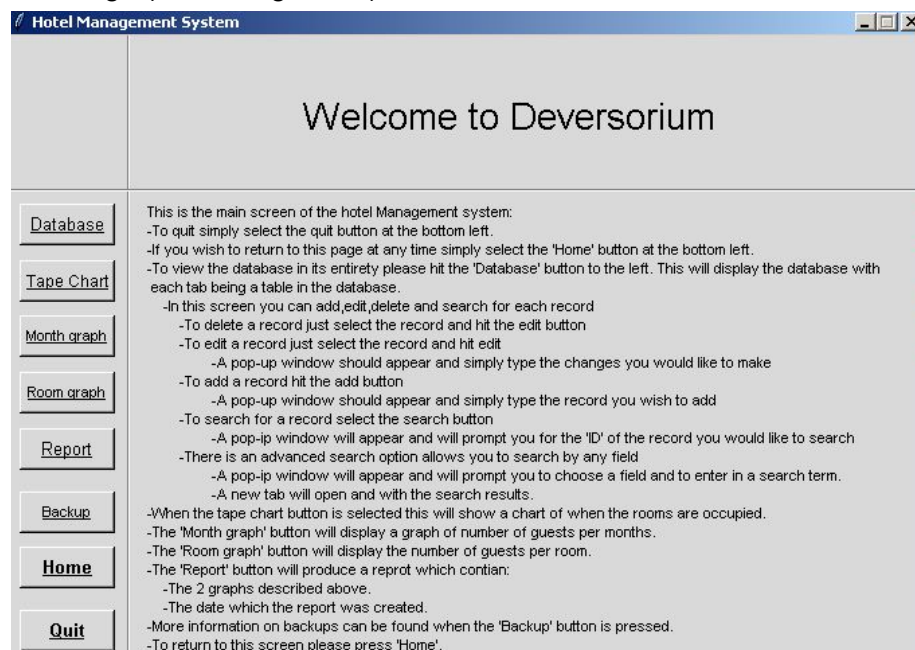 Hotel Management System
Welcome to Deversorium
Database
Tape Chart
Month graph
Room graph
Report
Backup
Home
Quit
This is the main screen of the hotel Management system:
-To quit simply select the quit button at the bottom left.
-If you wish to return to this page at any time simply select the 'Home' button at the bottom left.
-To view the database in its entirety please hit the 'Database' button to the left. This will display the database with
each tab being a table in the database.
-In this screen you can add,edit,delete and search for each record
-To delete a record just select the record and hit the edit button
-To edit a record just select the record and hit edit
-A pop-up window should appear and simply type the changes you would like to make
-To add a record hit the add button
-A pop-up window should appear and simply type the record you wish to add
-To search for a record select the search button
-A pop-ip window will appear and will prompt you for the 'ID' of the record you would like to search
-There is an advanced search option allows you to search by any field
-A pop-ip window will appear and will prompt you to choose a field and to enter in a search term.
-A new tab will open and with the search results.
-When the tape chart button is selected this will show a chart of when the rooms are occupied.
-The 'Month graph' button will display a graph of number of guests per months.
-The 'Room graph' button will display the number of guests per room.
-The 'Report' button will produce a reprot which contian:
-The 2 graphs described above.
-The date which the report was created.
-More information on backups can be found when the 'Backup' button is pressed.
-To return to this screen please press 'Home'.